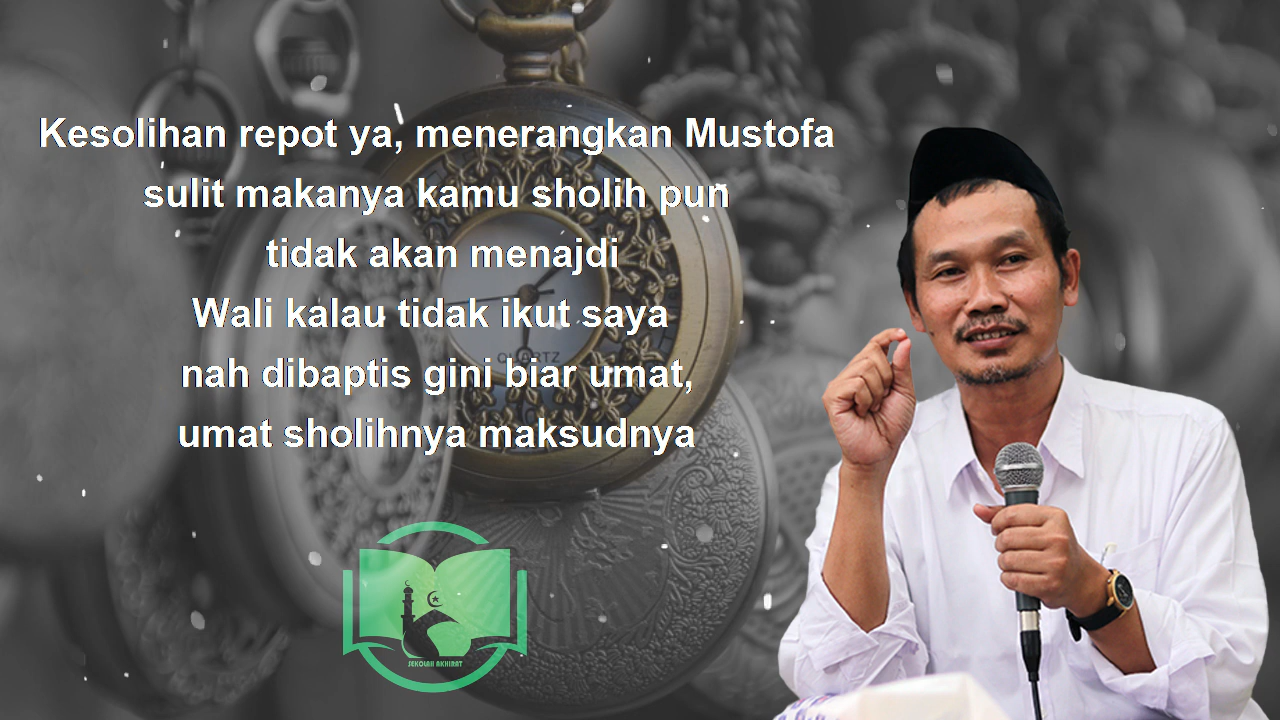 Kesolihan repot ya, menerangkan Mustofa
sulit makanya kamu sholih pun
tidak akan menajdi
Wali kalau tidak ikut saya
nah dibaptis gini biar umat,
umat sholihnya maksudnya
QUARTZ
SEKOLAH AKHIRAT